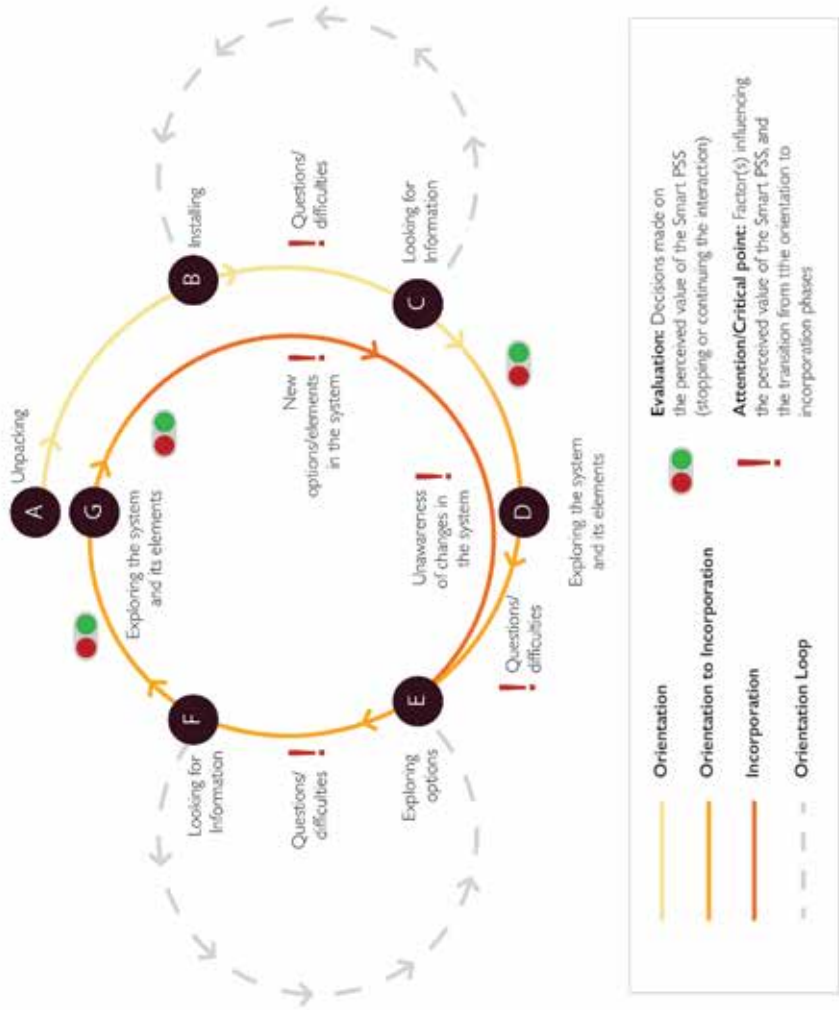 A
Unpacking
G
Exploring the system
and its elements
B
Installing
Questions/
difficulties
C
Looking for
Information
New
options/elements
in the system
Unawareness
of changes in
the system
D
Exploring the system
and its elements
Questions/
difficulties
E
Exploring
options
Questions/
difficulties
F
Looking for
Information
Orientation
Orientation to Incorporation
Incorporation
Orientation Loop
Evaluation: Decisions made on
the perceived value of the Smart PSS
(stopping or continuing the interaction)
Attention/Critical point: Factor(s) influencing
the perceived value of the Smart PSS, and
the transition from tthe orientation to
incorporation phases